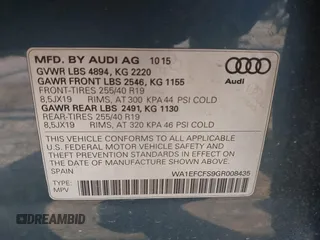 MFD. BY AUDI AG 10 15
GVWR LBS 4894, KG 2220
GAWR FRONT LBS 2546, KG 1155
FRONT-TIRES 255/40 R19
8,5JX19 RIMS, AT 300 KPA 44 PSI COLD
GAWR REAR LBS 2491, KG 1130
REAR-TIRES 255/40 R19
8,5JX19 RIMS, AT 320 KPA 46 PSI COLD
Audi
THIS VEHICLE CONFORMS TO ALL APPLICABLE
U.S. FEDERAL MOTOR VEHICLE SAFETY
AND THEFT PREVENTION STANDARDS IN EFFECT ON THE
DATE OF MANUFACTURE SHOWN ABOVE.
SPAIN WA1EFCFS9GR008435
TYPE:
MPV
DREAMBID